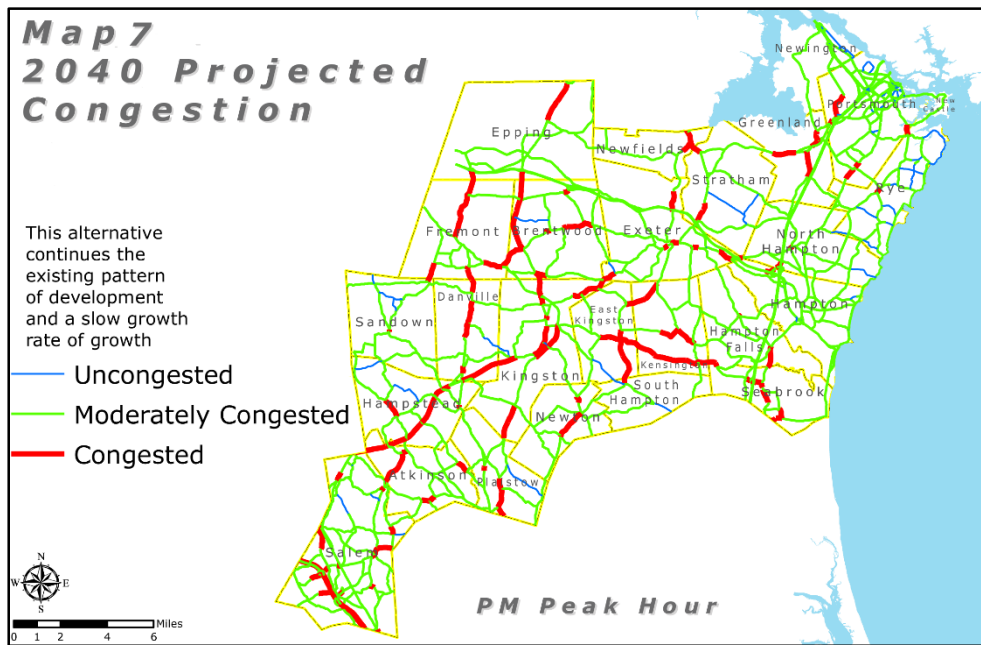 Map 7
2040 Projected
Congestion
This alternative
continues the
existing pattern
of development
and a slow growth
rate of growth
Uncongested
Moderately Congested
Congested
Newington
Portsmouth
New
Castle
Greenland
Epping
Newfields
Stratham
Rye
Fremont
Brentwood
Exeter
North
Hampton
Danville
Sandown
East
Kingston
Hampton
Hampton
Falls
Kensington
Kingston
South
Hampton
Seabrook
Hampstead
Newton
Atkinson
Plaistow
Salem
N
W E
S
Miles
0 1 2 4 6
PM Peak Hour